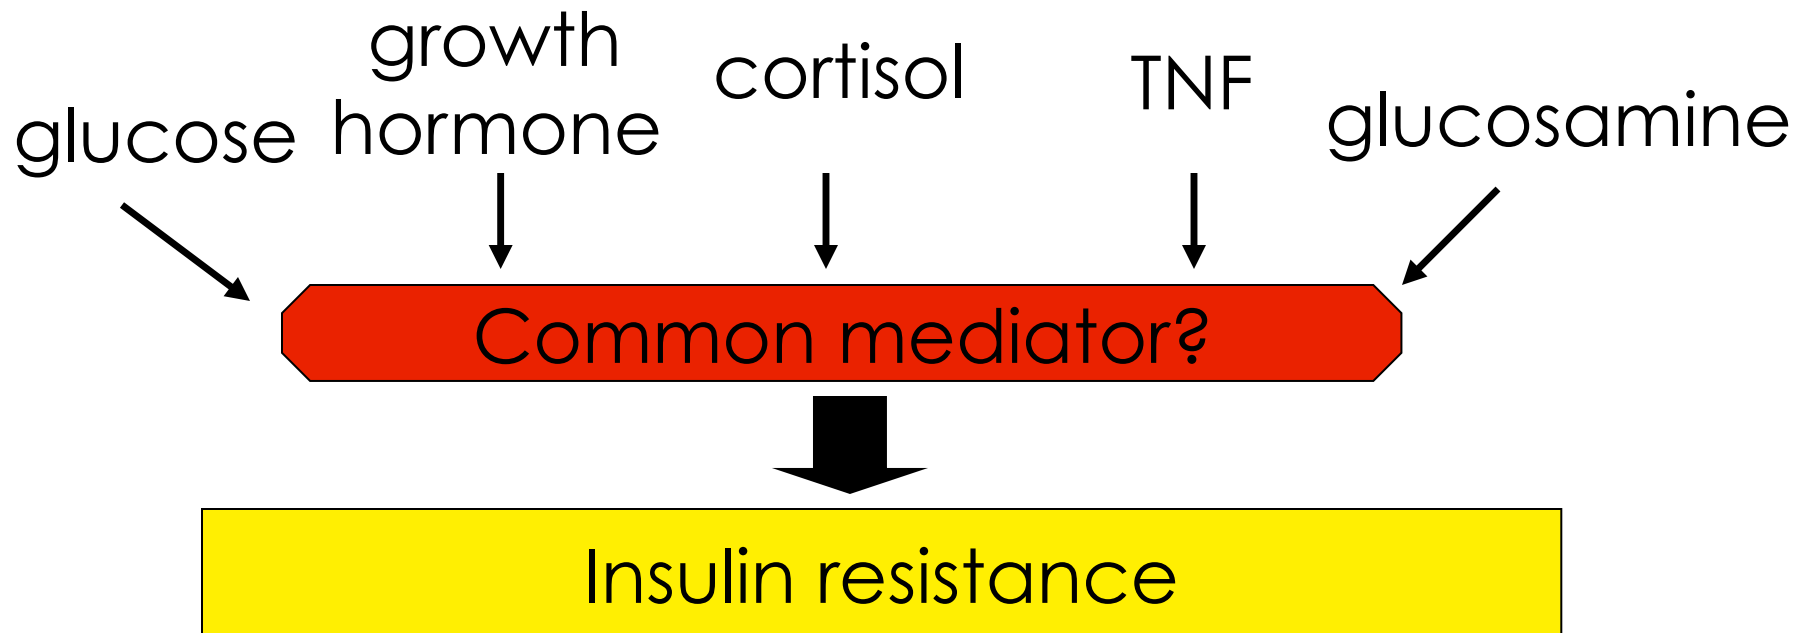 glucose
growth
hormone
cortisol
TNF
glucosamine
Common mediator?
Insulin resistance